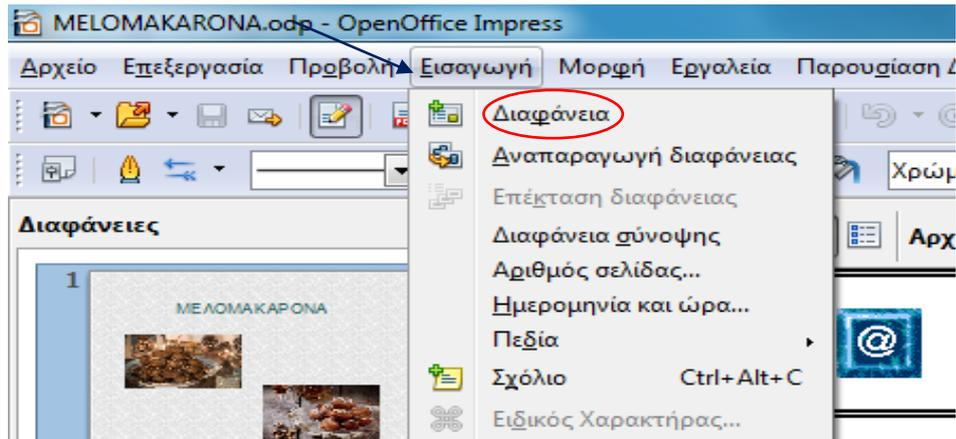 MELOMAKARONA.odp - OpenOffice Impress
Αρχείο Επεξεργασία Προβολή Εισαγωγή Μορφή Εργαλεία Παρουσίαση Δ
Διαφάνεια
Αναπαραγωγή διαφάνειας
Χρώμ
Επέκταση διαφάνειας
Διαφάνειες
Διαφάνεια σύνοψης
Αρχ
Αριθμός σελίδας...
1
ΜΕΛΟΜΑΚΑΡΟΝΑ
Ημερομηνία και ώρα...
Πεδία
@
Σχόλιο Ctrl+Alt+C
Ειδικός Χαρακτήρας...